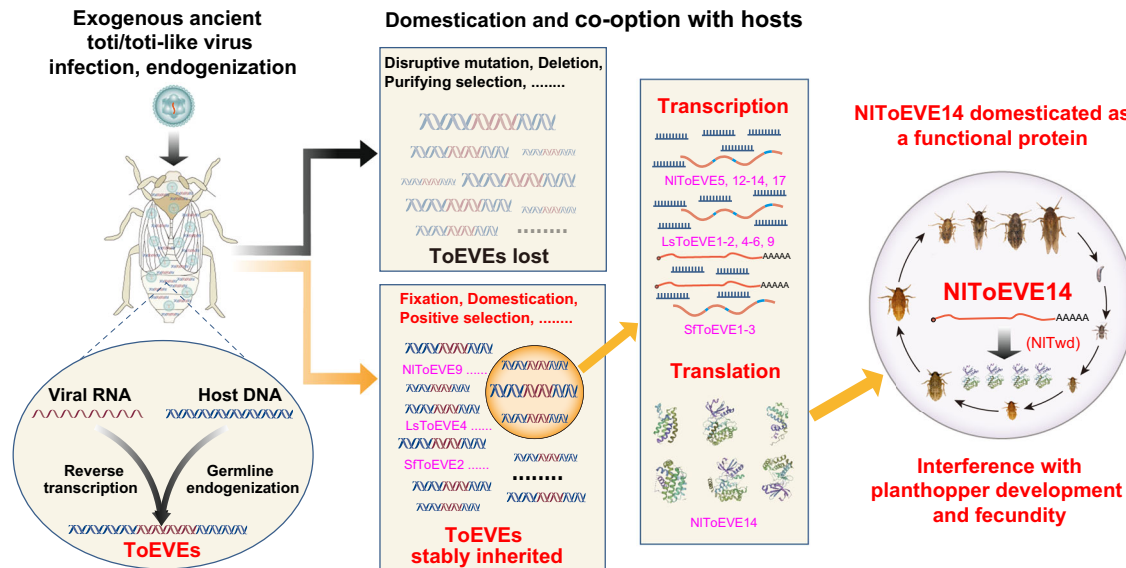 Exogenous ancient
toti/toti-like virus
infection, endogenization
Viral RNA
Host DNA
Reverse
transcription
Germline
endogenization
ToEVEs
Domestication and co-option with hosts
Disruptive mutation, Deletion,
Purifying selection, ........
ToEVEs lost
Fixation, Domestication,
Positive selection, ........
NlToEVE9 ......
LsToEVE4 ......
SfToEVE2 ......
ToEVEs
stably inherited
Transcription
NlToEVE5, 12-14, 17
LsToEVE1-2, 4-6, 9
AAAAA
AAAAA
SfToEVE1-3
Translation
NlToEVE14
NlToEVE14 domesticated as
a functional protein
NlToEVE14
AAAAA
(NlTwd)
Interference with
planthopper development
and fecundity